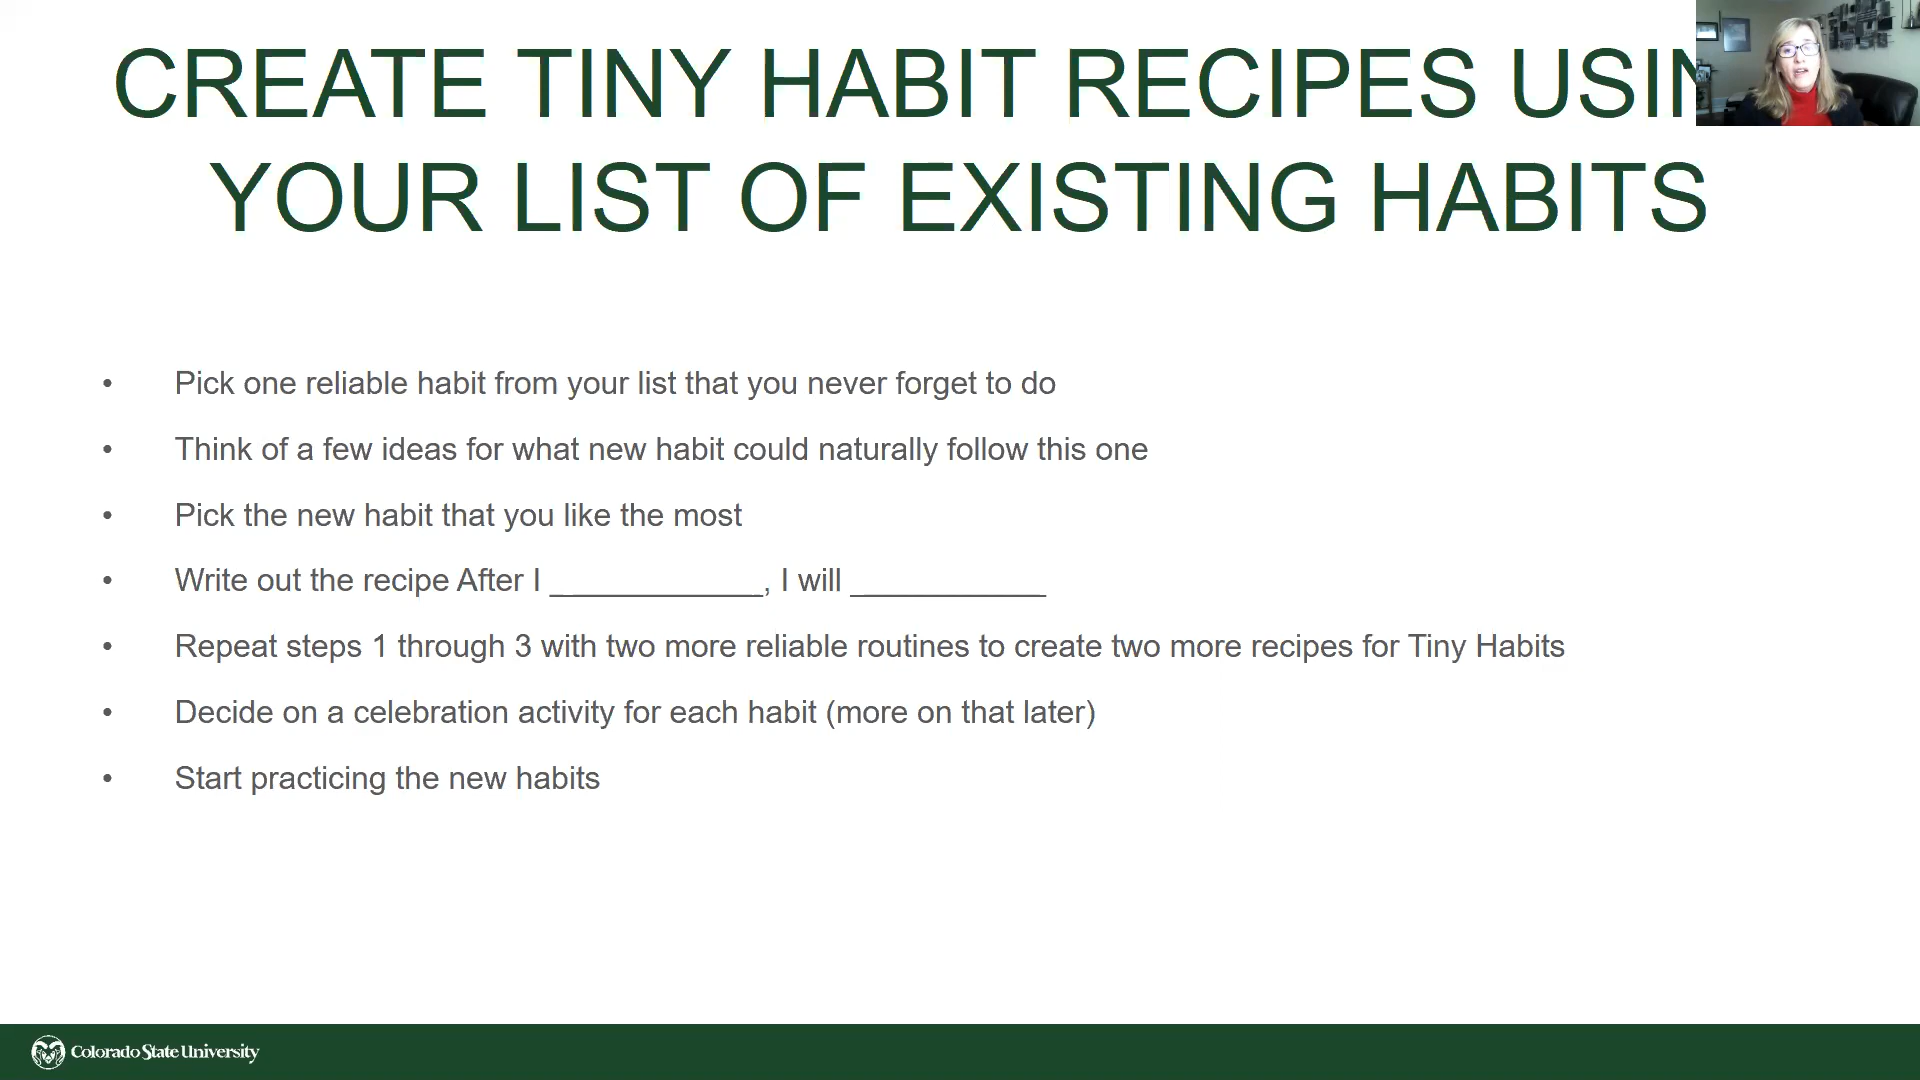 CREATE TINY HABIT RECIPES USIN
YOUR LIST OF EXISTING HABITS
• Pick one reliable habit from your list that you never forget to do
• Think of a few ideas for what new habit could naturally follow this one
• Pick the new habit that you like the most
• Write out the recipe After I ____________, I will ___________
• Repeat steps 1 through 3 with two more reliable routines to create two more recipes for Tiny Habits
• Decide on a celebration activity for each habit (more on that later)
• Start practicing the new habits
Colorado State University